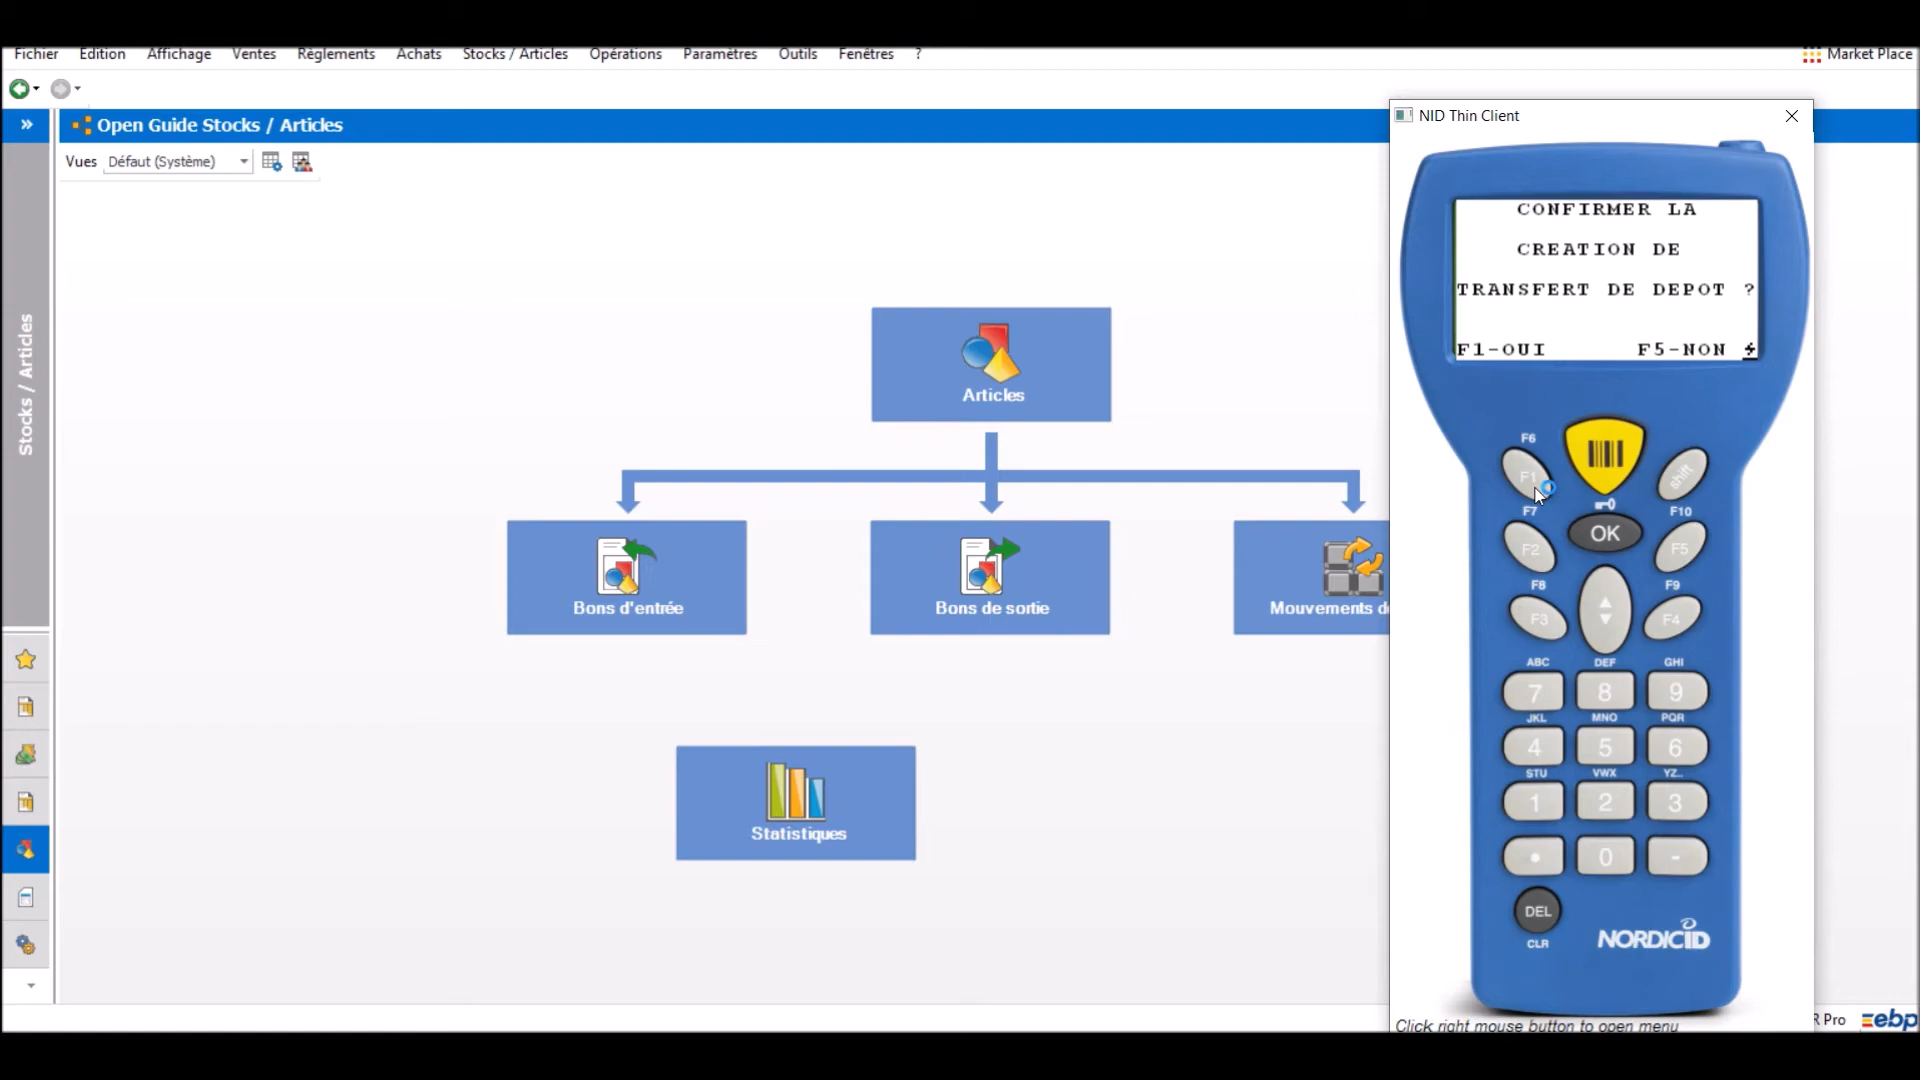 Fichier Edition Affichage Ventes Règlements Achats Stocks / Articles Opérations Paramètres Outils Fenêtres ?
Market Place
Open Guide Stocks / Articles
Vues Défaut (Système)
Stocks / Articles
Articles
Bons d'entrée
Bons de sortie
Mouvements d
Statistiques
NID Thin Client
CONFIRMER LA
CREATION DE
TRANSFERT DE DEPOT ?
F1-OUI F5-NON
F6
F1
shift
F7
OK
F10
F2
F5
F8
F9
F3
F4
ABC DEF GHI
7 8 9
JKL MNO PQR
4 5 6
STU VWX YZ..
1 2 3
• 0 -
DEL
CLR
NORDICID
Click right mouse button to open menu
R Pro
ebp